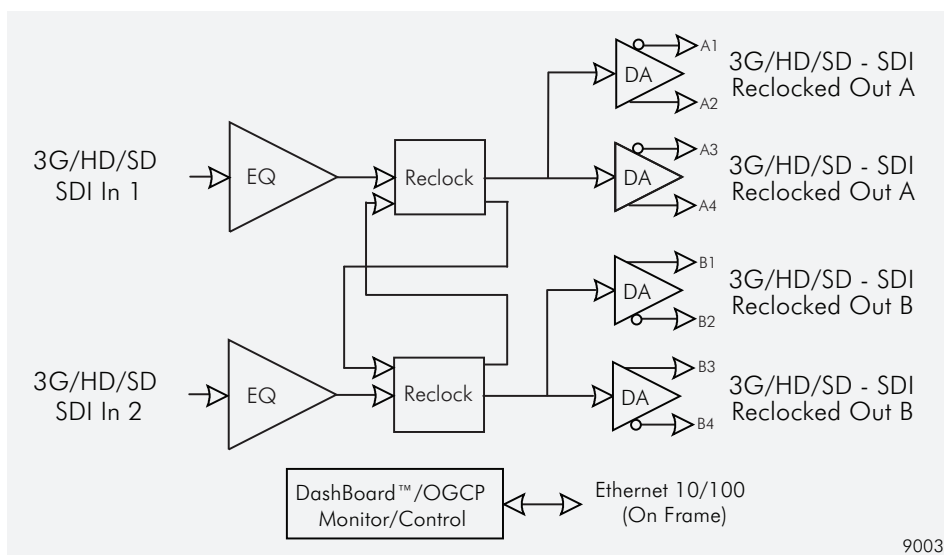 3G/HD/SD
SDI In 1
EQ
Reclock
DA
A1
A2
3G/HD/SD - SDI
Reclocked Out A
DA
A3
A4
3G/HD/SD - SDI
Reclocked Out A
DA
B1
B2
3G/HD/SD - SDI
Reclocked Out B
3G/HD/SD
SDI In 2
EQ
Reclock
DA
B3
B4
3G/HD/SD - SDI
Reclocked Out B
DashBoard™/OGCP
Monitor/Control
Ethernet 10/100
(On Frame)
9003